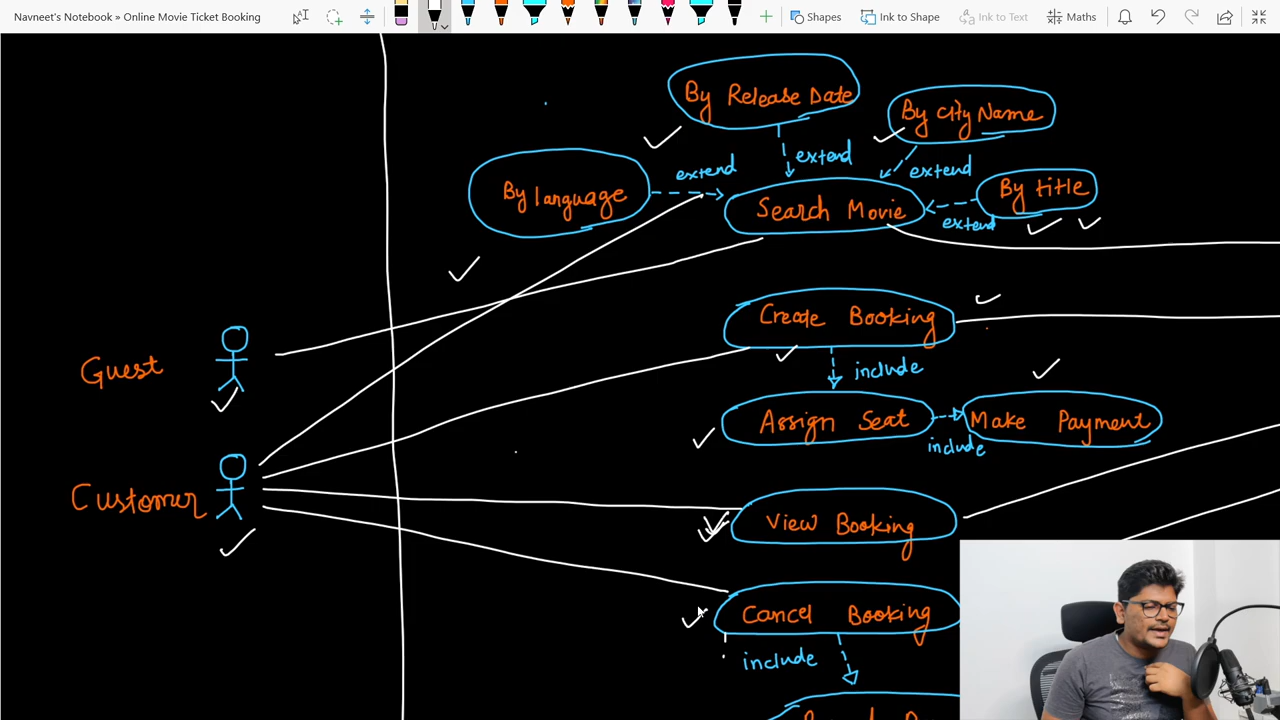 Navneet's Notebook » Online Movie Ticket Booking
Shapes
Ink to Shape
Ink to Text
Maths
By Release Date
By City Name
extend
extend
extend
By title
By language
Search Movie
extend
Create Booking
Guest
include
Assign Seat
Make Payment
include
Customer
View Booking
Cancel Booking
include